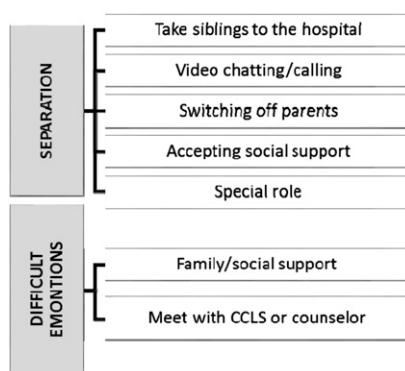 SEPARATION
Take siblings to the hospital
Video chatting/calling
Switching off parents
Accepting social support
Special role
DIFFICULT
EMONTIONS
Family/social support
Meet with CCLS or counselor